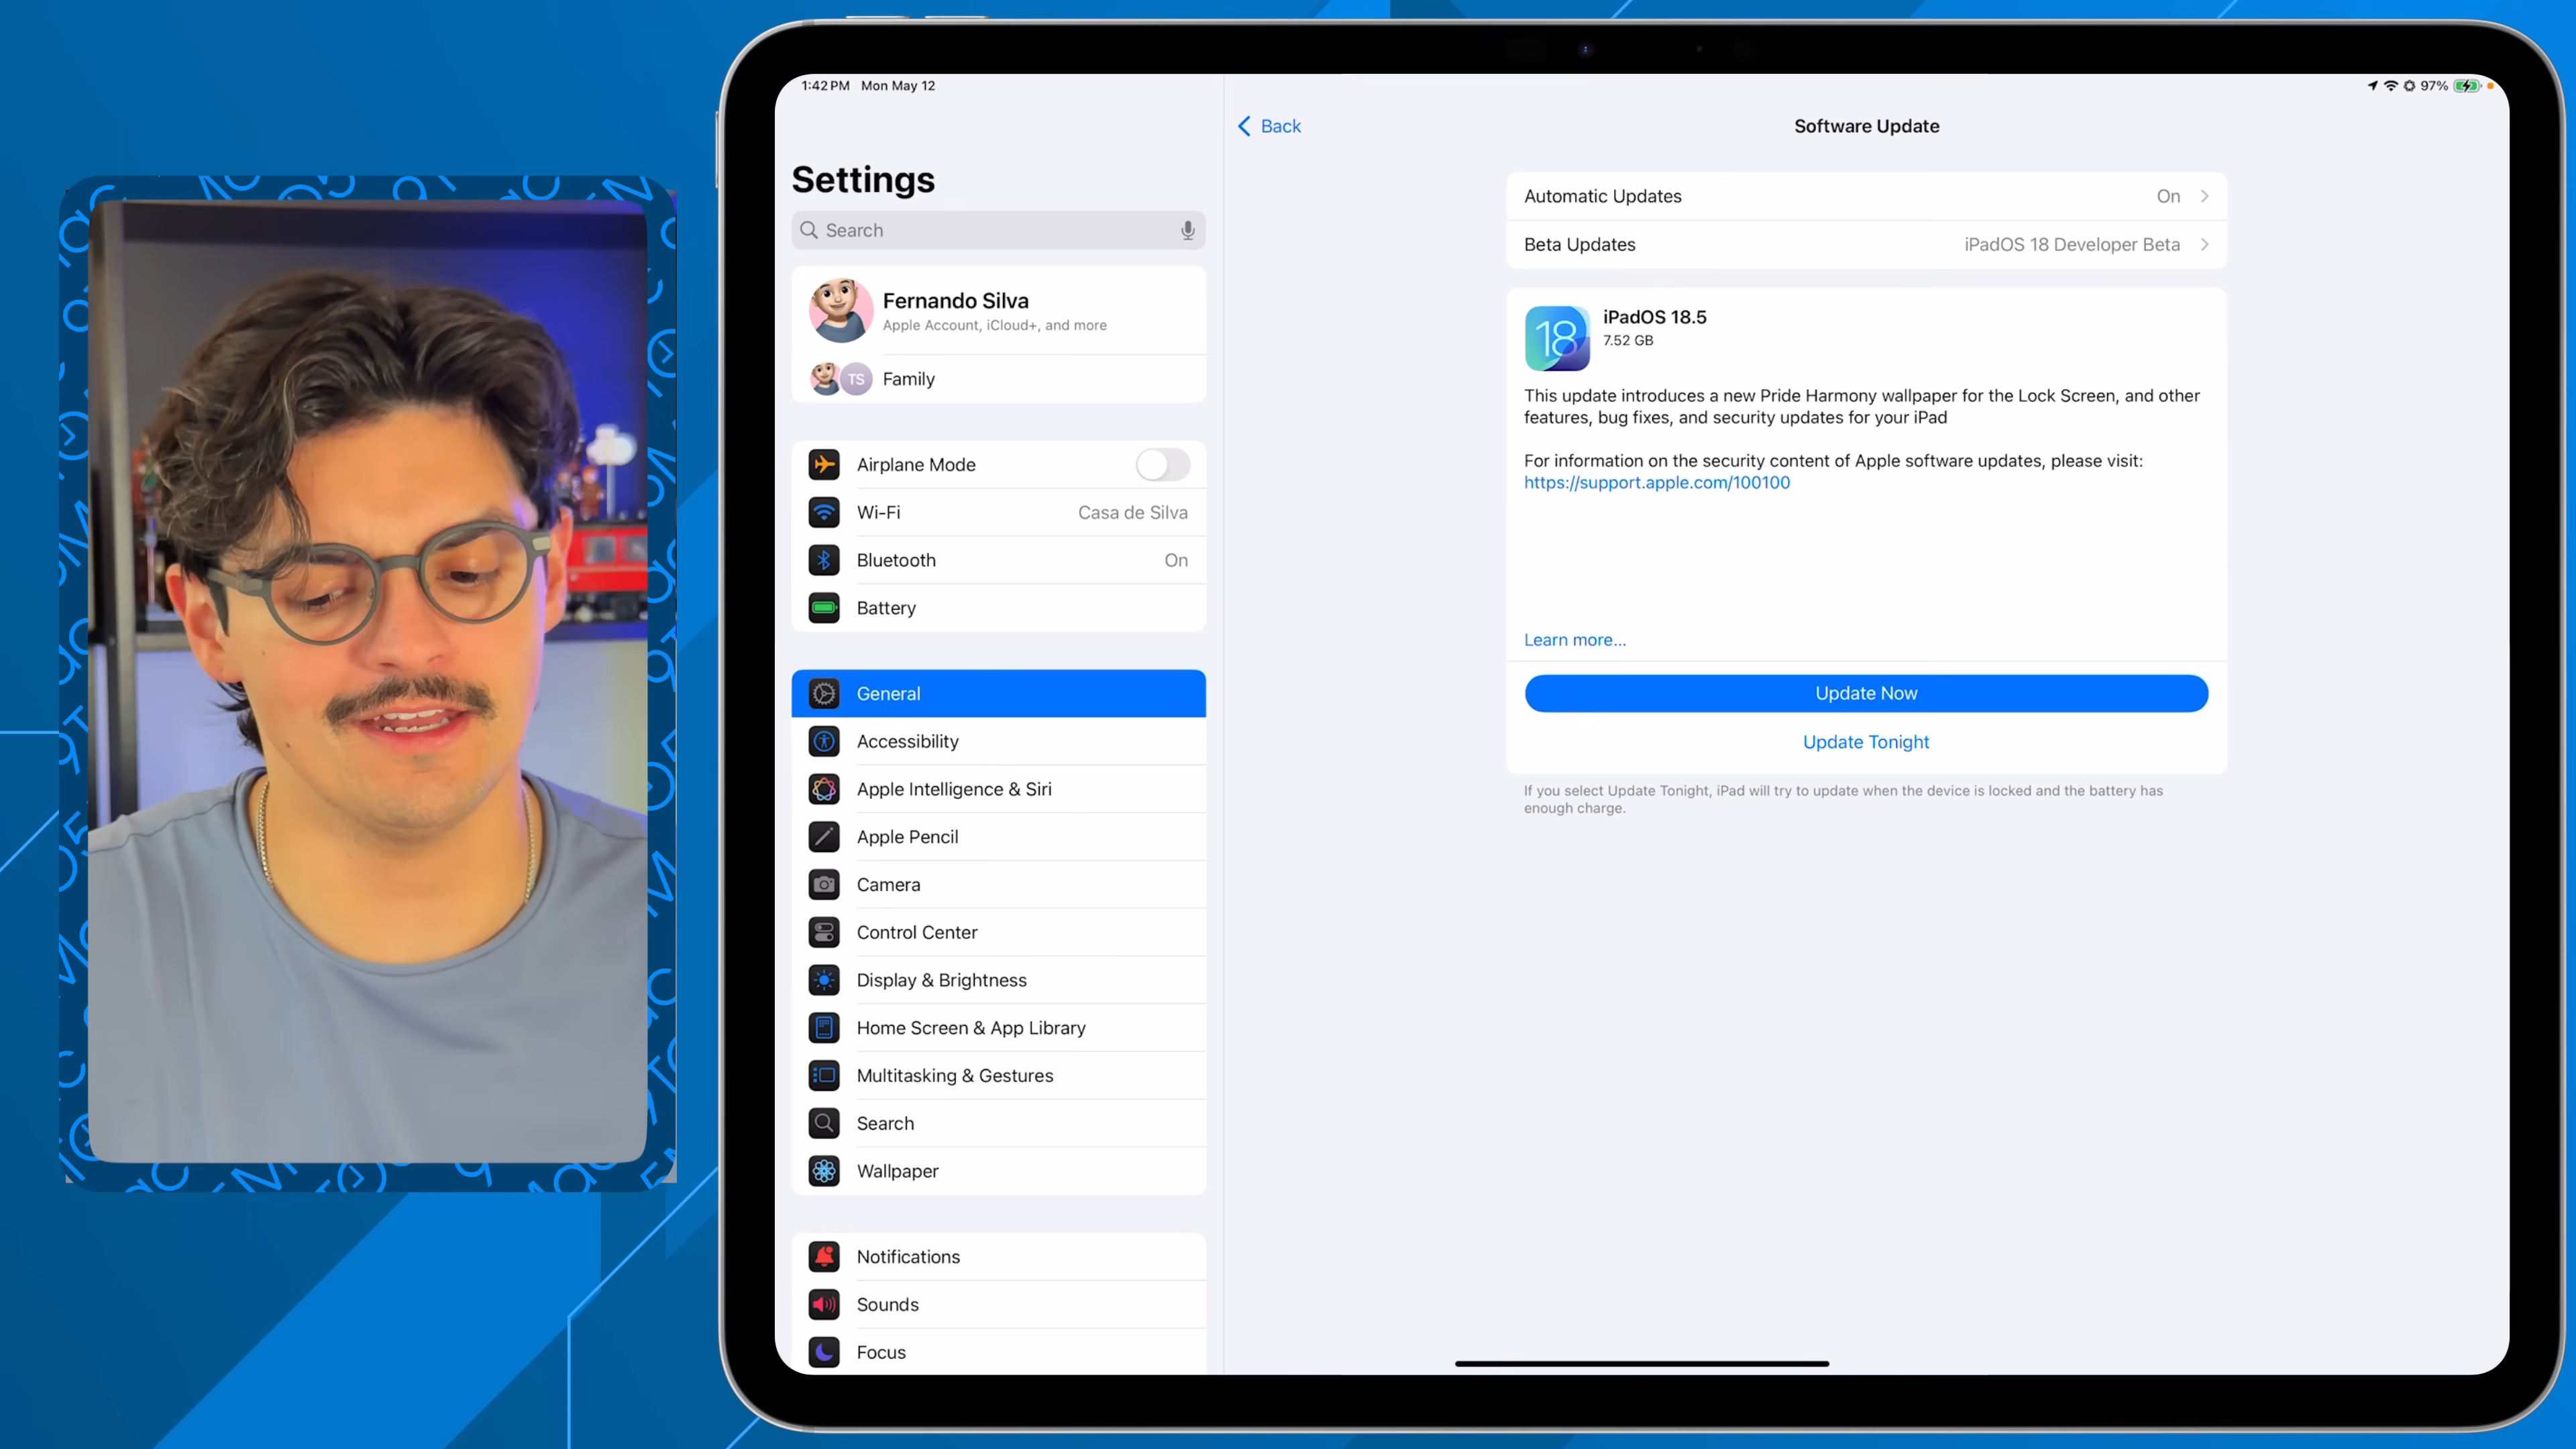 1:42 PM Mon May 12
97%
Settings
Search
Fernando Silva
Apple Account, iCloud+, and more
TS
Family
Airplane Mode
Wi-Fi
Casa de Silva
Bluetooth
On
Battery
General
Accessibility
Apple Intelligence & Siri
Apple Pencil
Camera
Control Center
Display & Brightness
Home Screen & App Library
Multitasking & Gestures
Search
Wallpaper
Notifications
Sounds
Focus
Back
Software Update
Automatic Updates
On
Beta Updates
iPadOS 18 Developer Beta
18
iPadOS 18.5
7.52 GB
This update introduces a new Pride Harmony wallpaper for the Lock Screen, and other
features, bug fixes, and security updates for your iPad
For information on the security content of Apple software updates, please visit:
https://support.apple.com/100100
Learn more...
Update Now
Update Tonight
If you select Update Tonight, iPad will try to update when the device is locked and the battery has
enough charge.